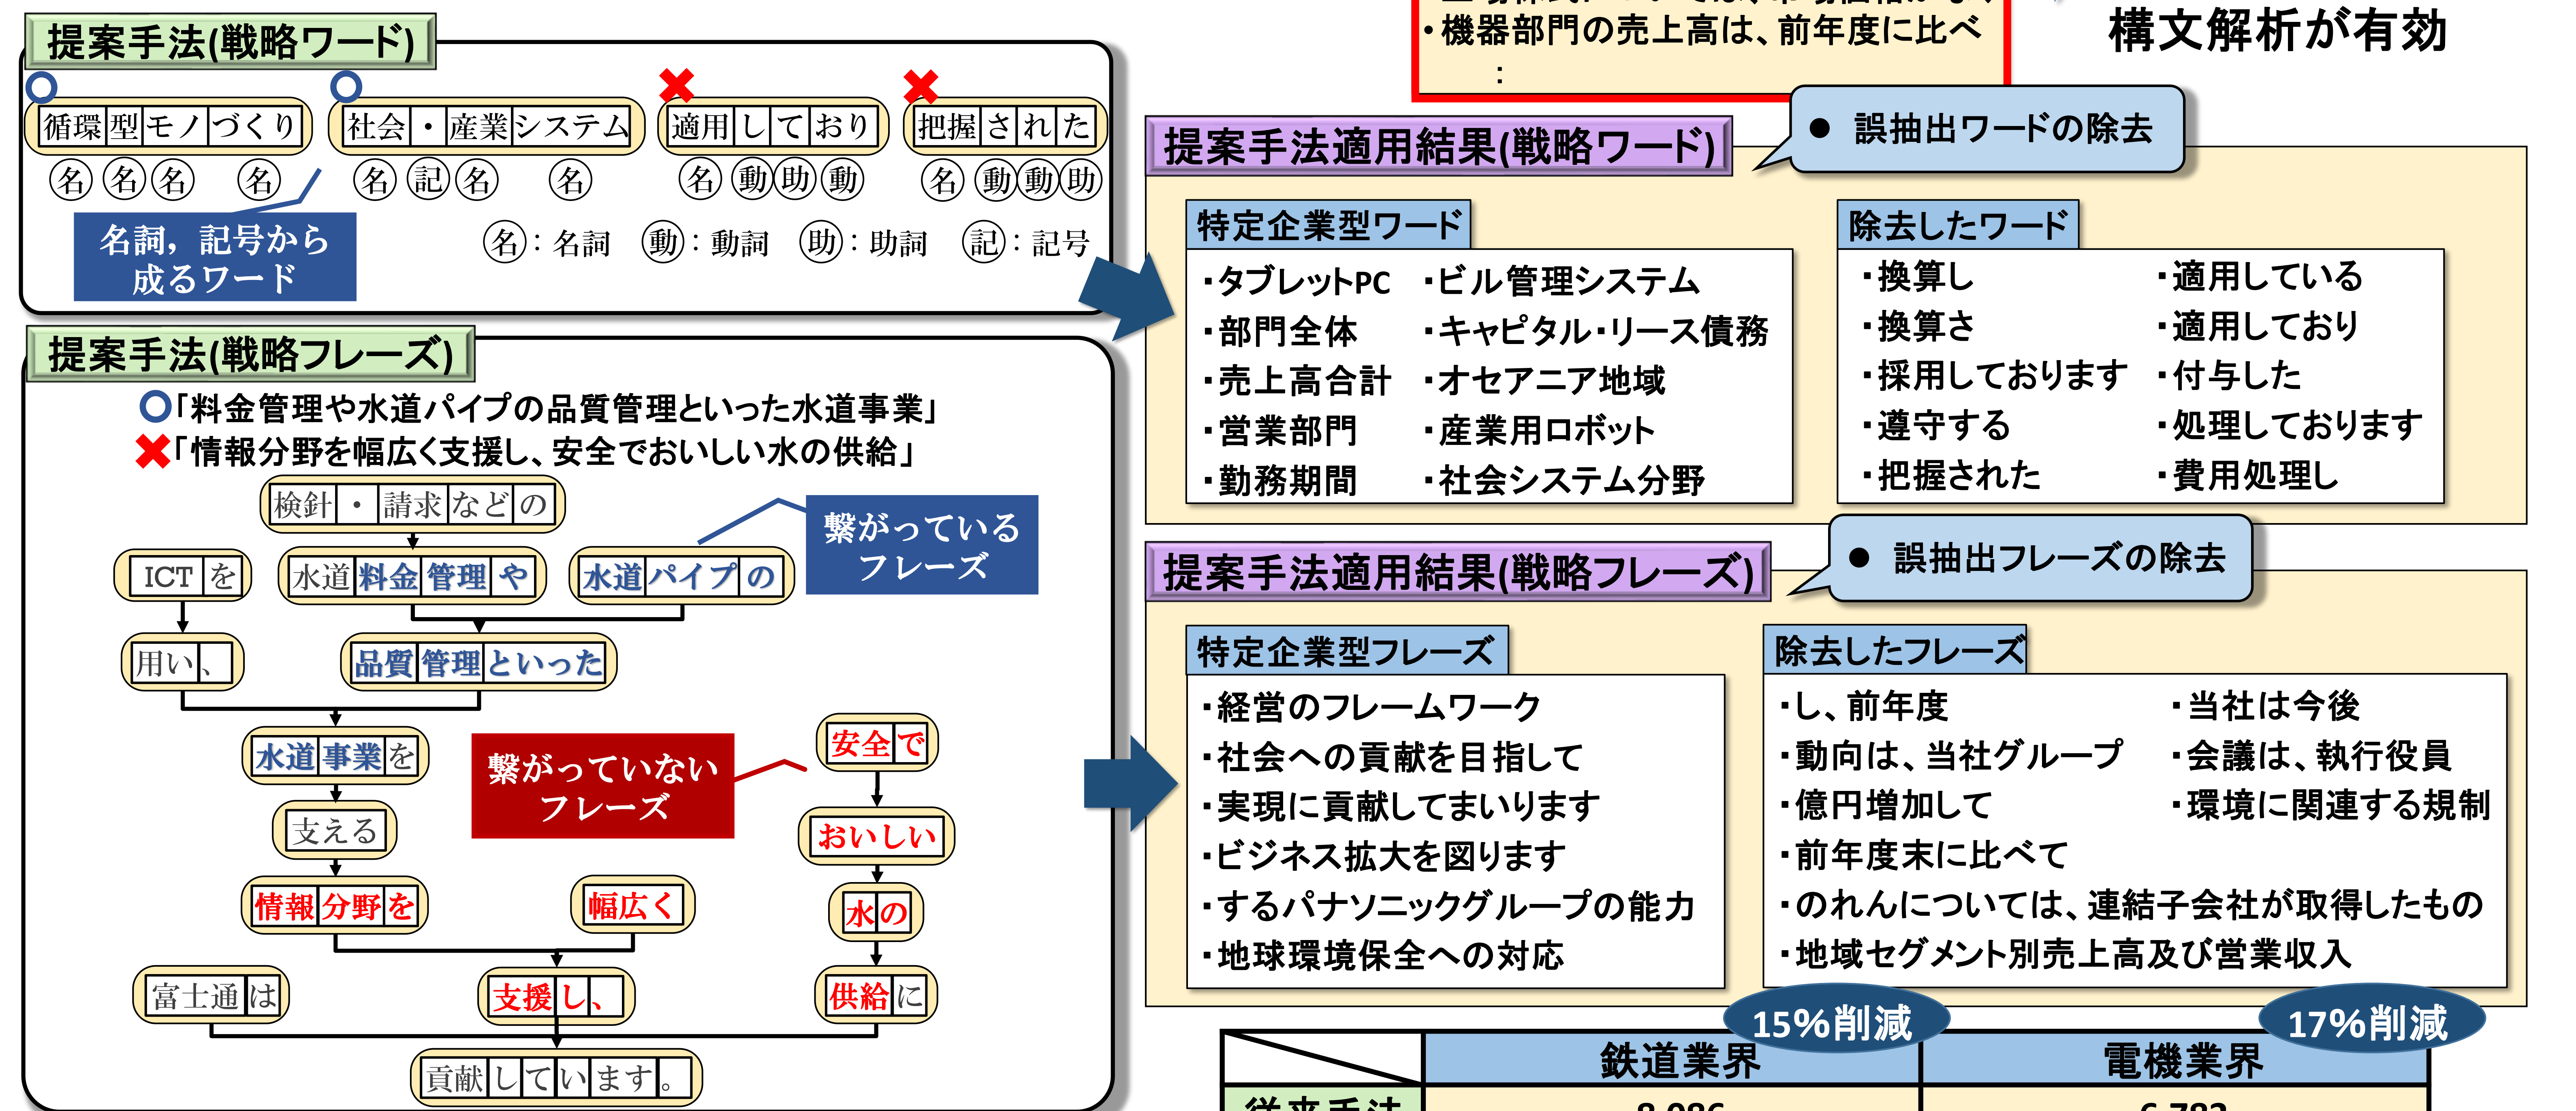 提案手法(戦略ワード)
循環 型 モノ づくり
社会 ・ 産業 システム
適用 し て おり
把握 さ れ た
名 名 名 名
名 記 名 名
名 動 助 動
名 動 動 助
名詞，記号から
成るワード
名：名詞 動：動詞 助：助詞 記：記号
提案手法(戦略フレーズ)
「料金管理や水道パイプの品質管理といった水道事業」
「情報分野を幅広く支援し、安全でおいしい水の供給」
検針 ・ 請求 など の
繋がっている
フレーズ
ICT を
水道 料金 管理 や
水道 パイプ の
用い 、
品質 管理 といった
水道 事業 を
繋がっていない
フレーズ
安全 で
支える
おいしい
情報 分野 を
幅広く
水 の
富士通 は
支援 し 、
供給 に
貢献 し て い ます 。
・機器部門の売上高は、前年度に比べ
：
構文解析が有効
提案手法適用結果(戦略ワード)
● 誤抽出ワードの除去
特定企業型ワード
・タブレットPC ・ビル管理システム
・部門全体 ・キャピタル・リース債務
・売上高合計 ・オセアニア地域
・営業部門 ・産業用ロボット
・勤務期間 ・社会システム分野
除去したワード
・換算し ・適用している
・換算さ ・適用しており
・採用しております ・付与した
・遵守する ・処理しております
・把握された ・費用処理し
提案手法適用結果(戦略フレーズ)
● 誤抽出フレーズの除去
特定企業型フレーズ
・経営のフレームワーク
・社会への貢献を目指して
・実現に貢献してまいります
・ビジネス拡大を図ります
・するパナソニックグループの能力
・地球環境保全への対応
除去したフレーズ
・し、前年度 ・当社は今後
・動向は、当社グループ ・会議は、執行役員
・億円増加して ・環境に関連する規制
・前年度末に比べて
・のれんについては、連結子会社が取得したもの
・地域セグメント別売上高及び営業収入
15%削減 17%削減
鉄道業界 電機業界
従来手法